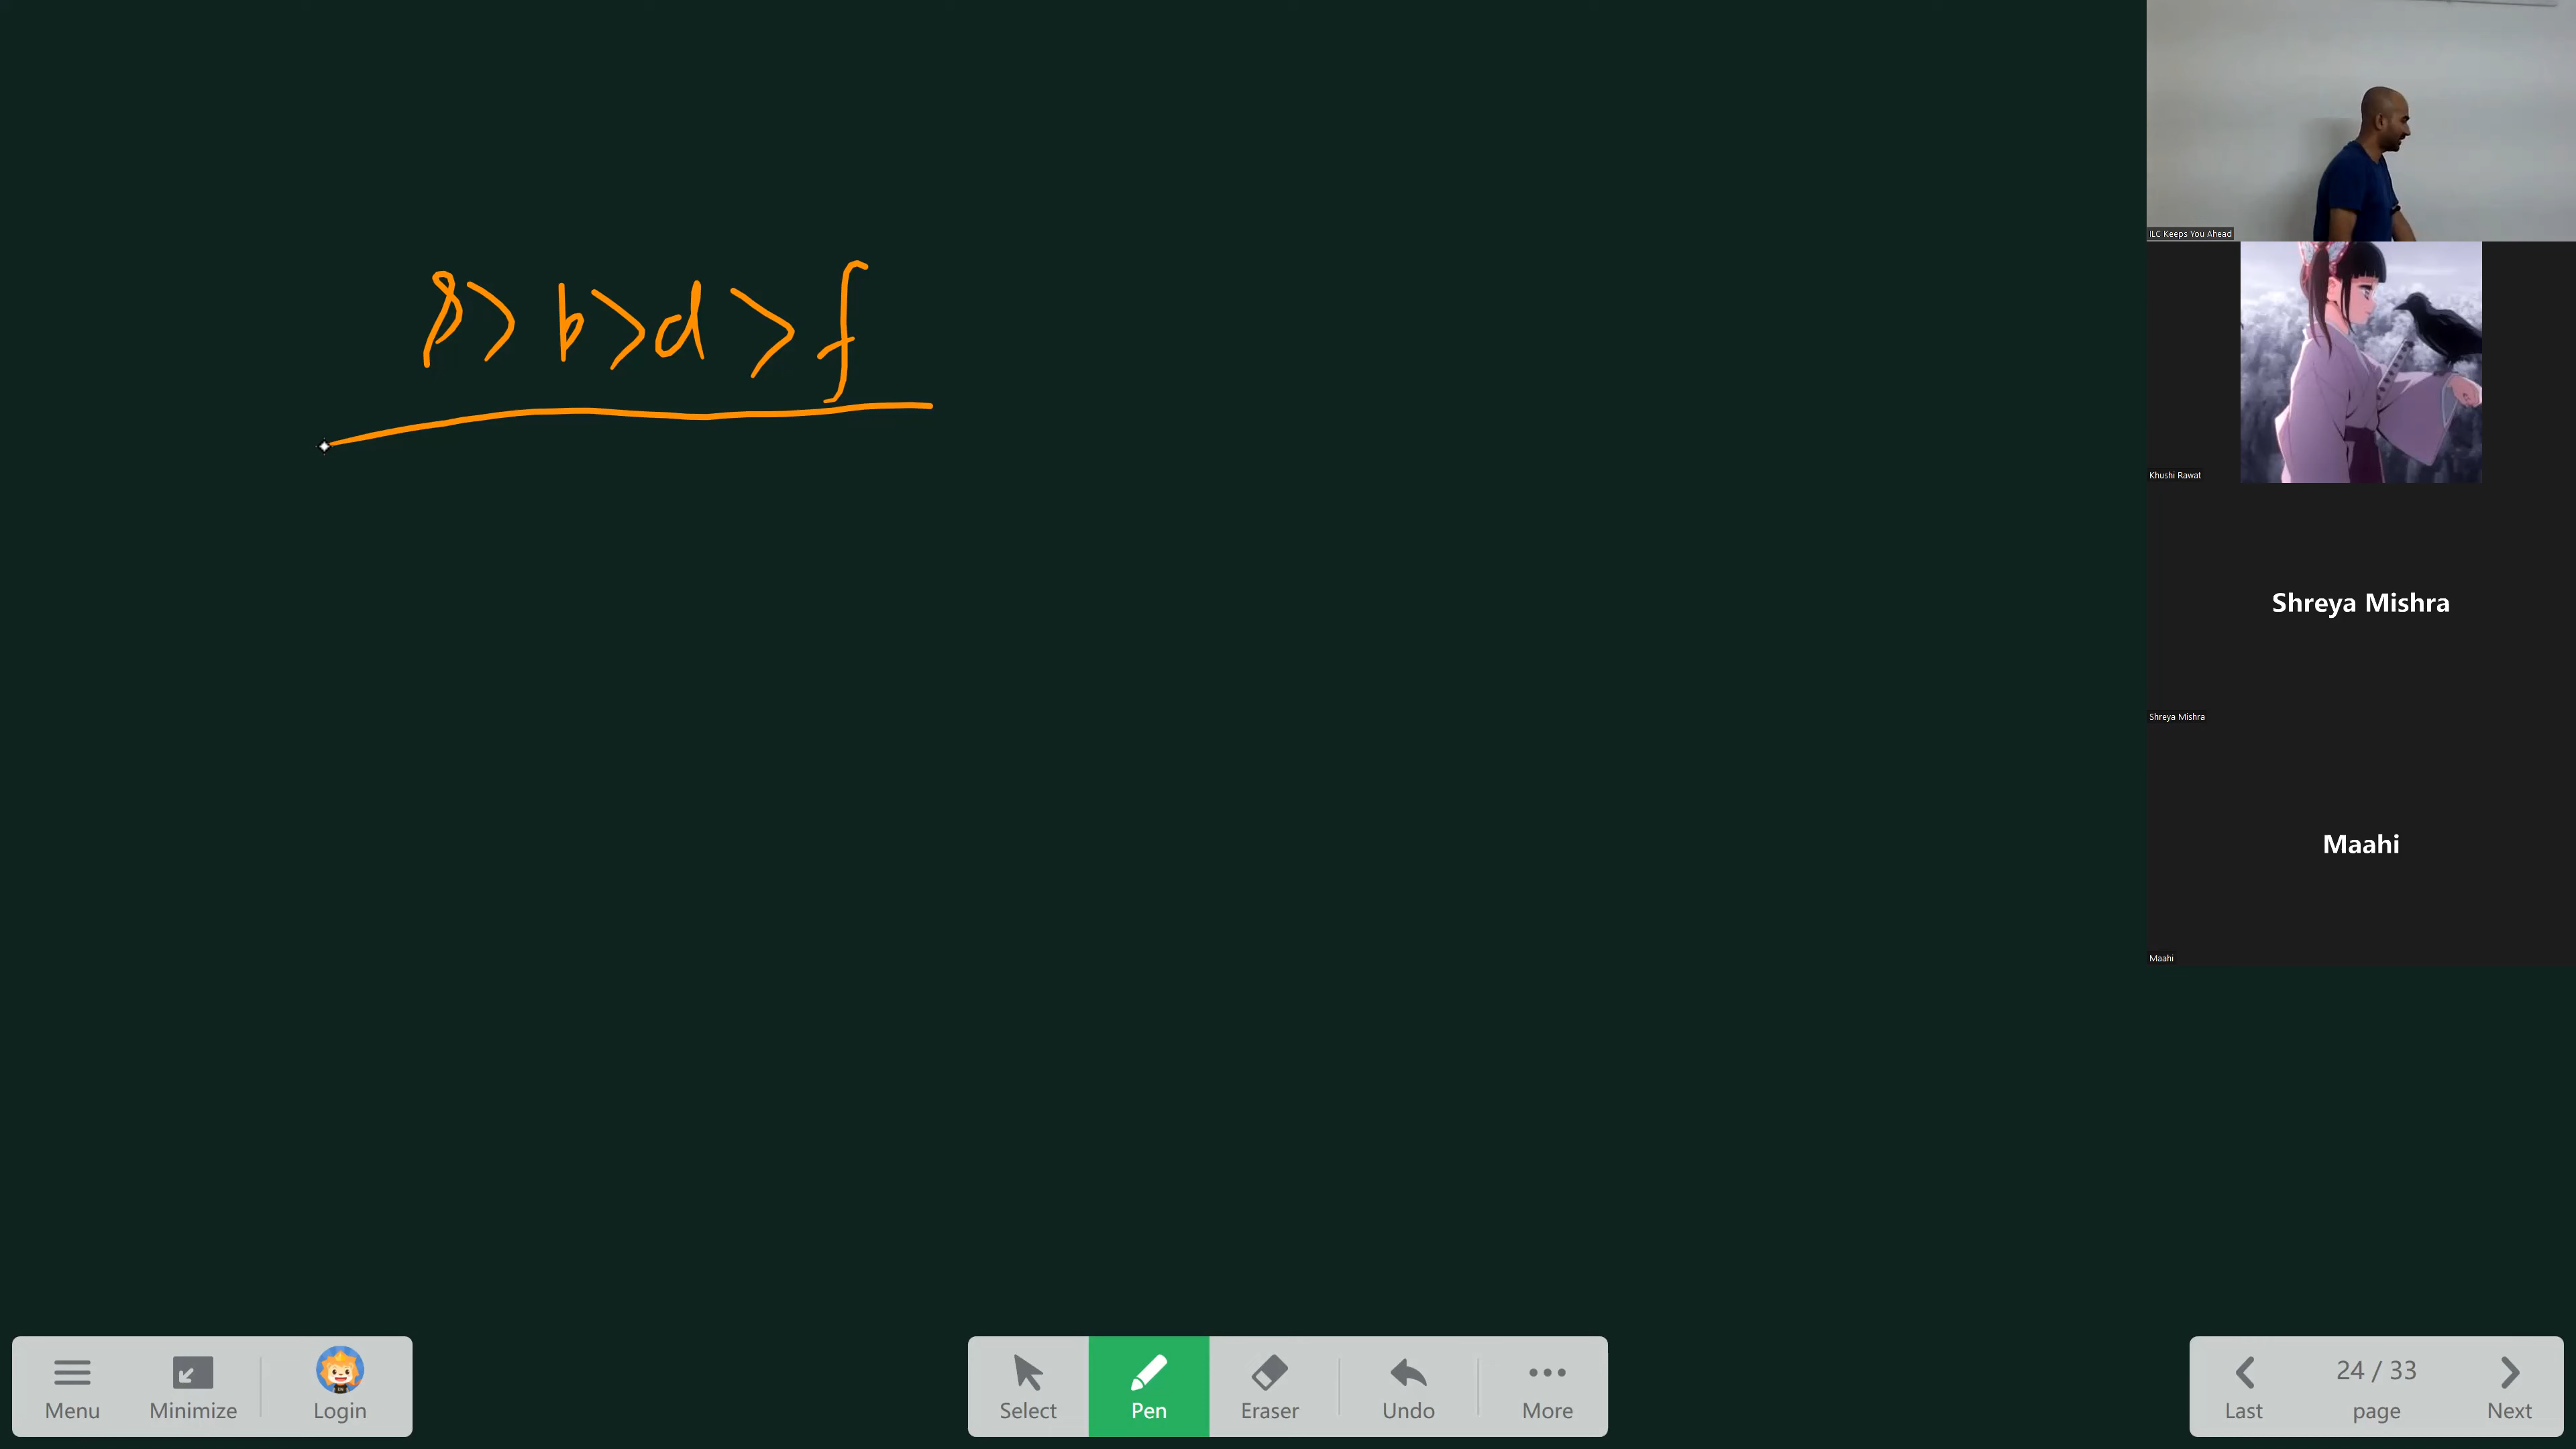 s > b > d > f
ILC Keeps You Ahead
Khushi Rawat
Shreya Mishra
Shreya Mishra
Maahi
Maahi
Menu Minimize Login Select Pen Eraser Undo More Last 24 / 33 page Next